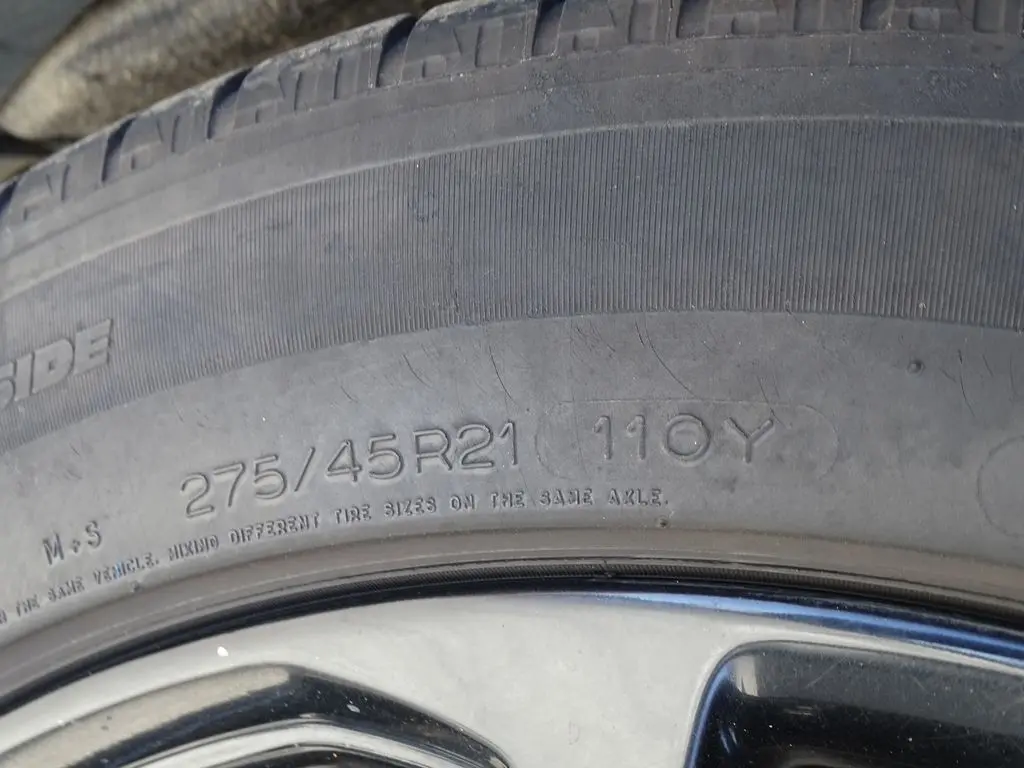 SIDE
275/45R21 110Y
M+S
THE SAME VEHICLE. MIXING DIFFERENT TIRE SIZES ON THE SAME AXLE.